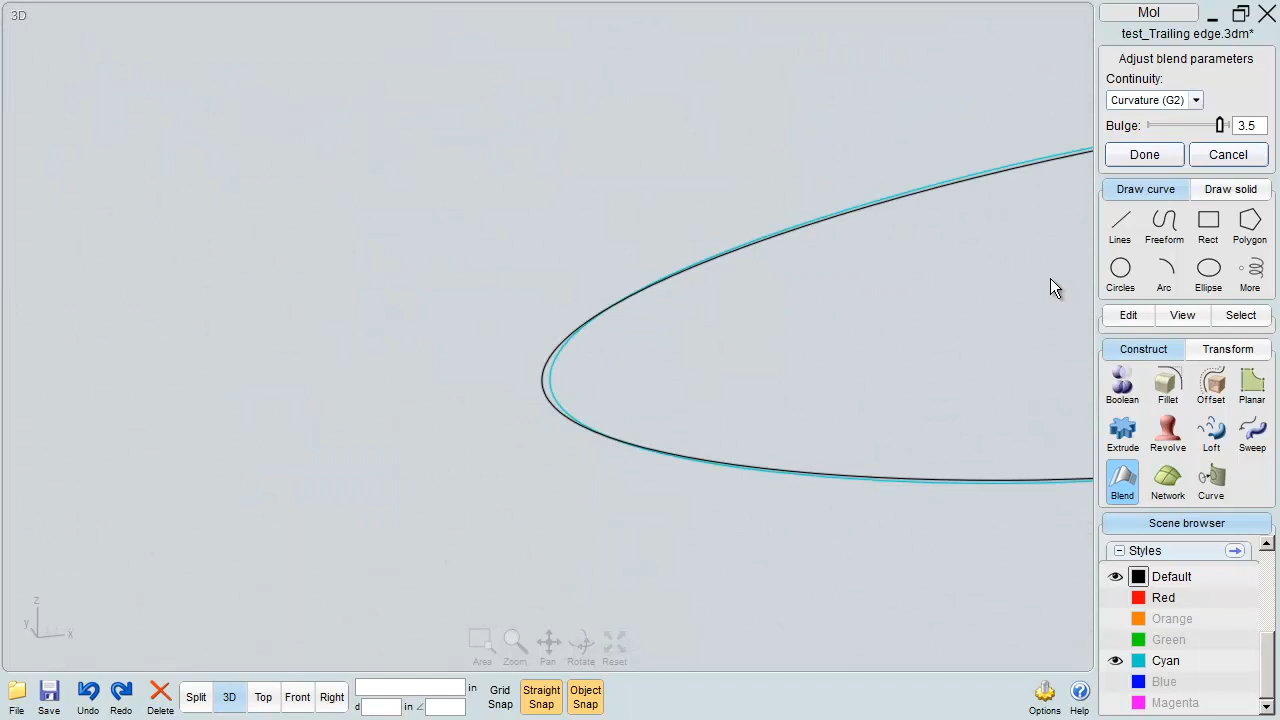 3D
MoI
test_Trailing edge.3dm*
Adjust blend parameters
Continuity:
Curvature (G2)
Bulge: 3.5
Done Cancel
Draw curve Draw solid
Lines Freeform Rect Polygon
Circles Arc Ellipse More
Edit View Select
Construct Transform
Boolean Fillet Offset Planar
Extrude Revolve Loft Sweep
Blend Network Curve
Scene browser
Styles
Default
Red
Orange
Green
Cyan
Blue
Magenta
z
y x
Area Zoom Pan Rotate Reset
File Save Undo Redo Delete
Split 3D Top Front Right
in
d in ∠
Grid Snap
Straight Snap
Object Snap
Options Help